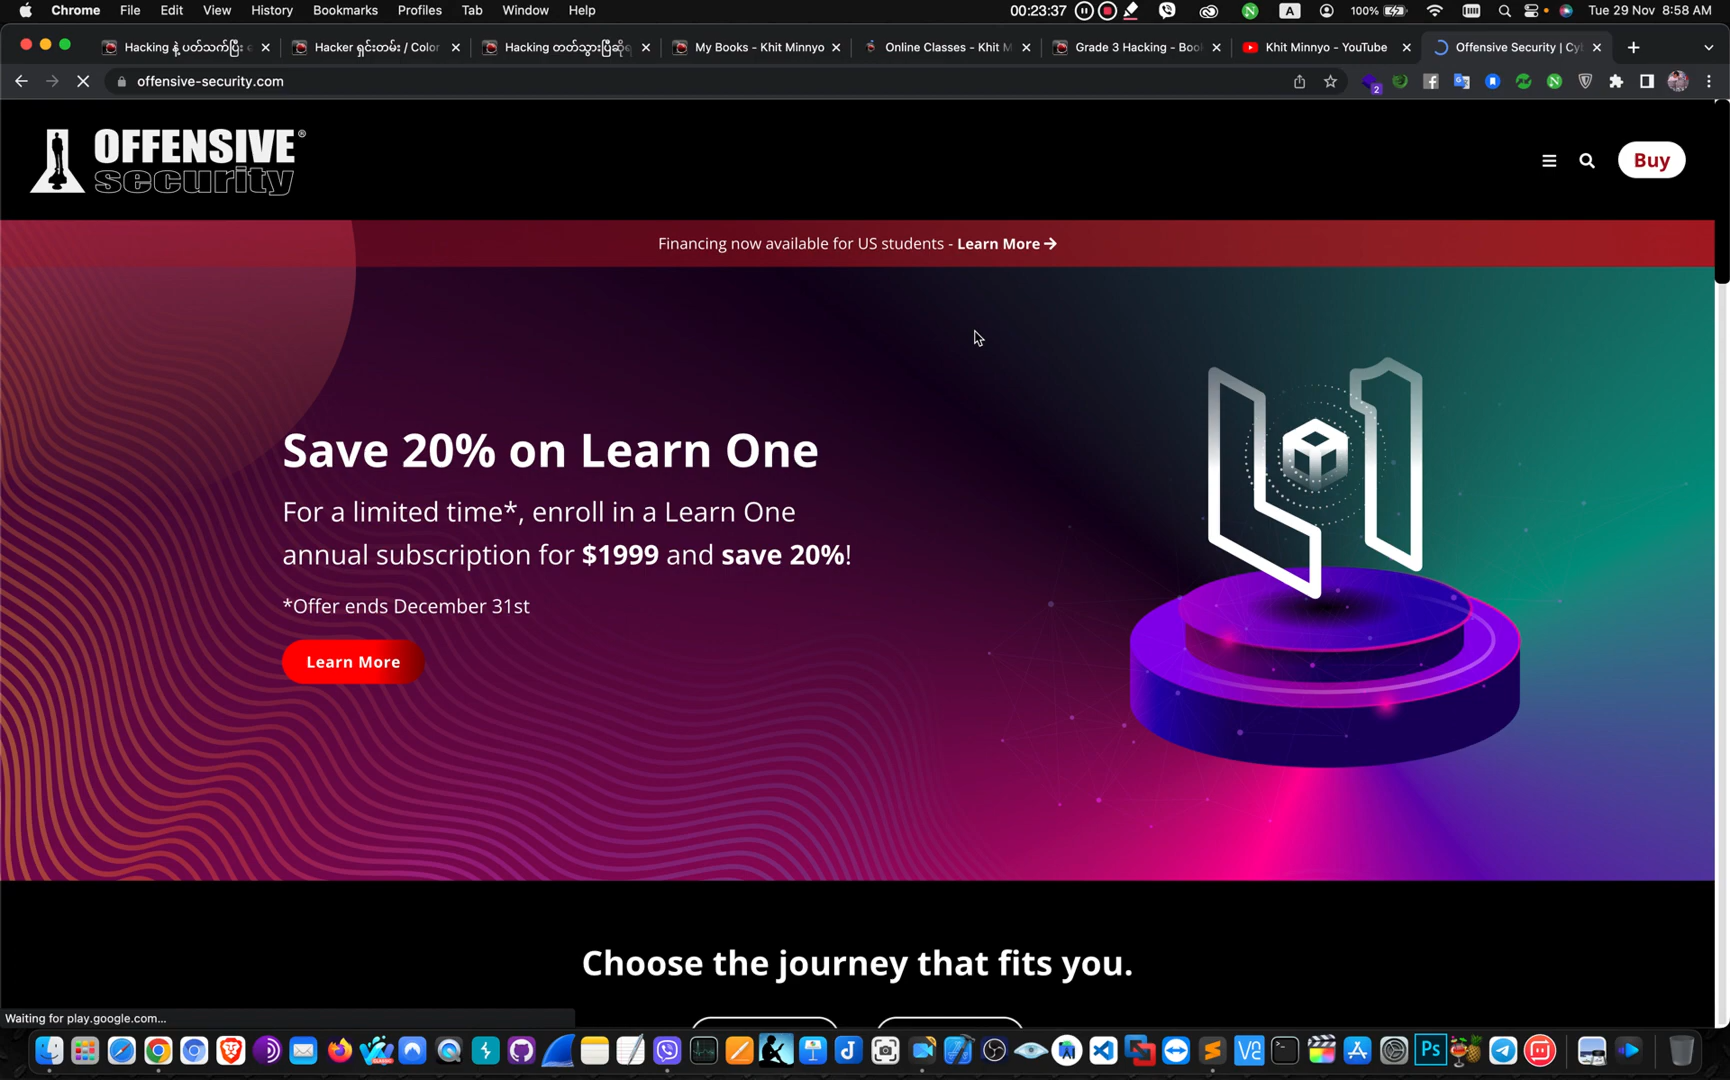 Chrome File Edit View History Bookmarks Profiles Tab Window Help 00:23:37 A 100% Tue 29 Nov 8:58 AM
Hacking နဲ့ ပတ်သက်ပြီး Hacker ရှင်းတမ်း / Color Hacking တတ်သွားပြီဆိုရ My Books - Khit Minnyo Online Classes - Khit M Grade 3 Hacking - Boo Khit Minnyo - YouTube Offensive Security | Cy
offensive-security.com
2
OFFENSIVE®
security
Buy
Financing now available for US students - Learn More →
Save 20% on Learn One
For a limited time*, enroll in a Learn One
annual subscription for $1999 and save 20%!
*Offer ends December 31st
Learn More
Choose the journey that fits you.
Waiting for play.google.com...